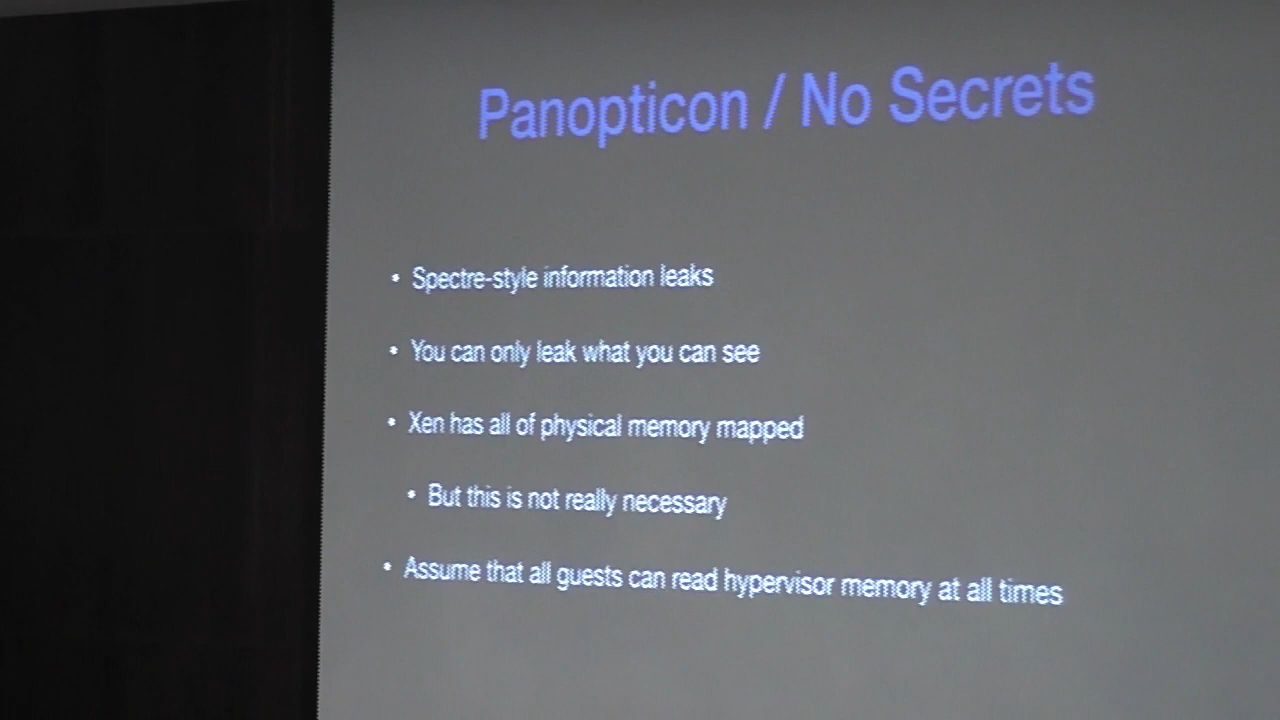 Panopticon / No Secrets
• Spectre-style information leaks
• You can only leak what you can see
• Xen has all of physical memory mapped
• But this is not really necessary
• Assume that all guests can read hypervisor memory at all times